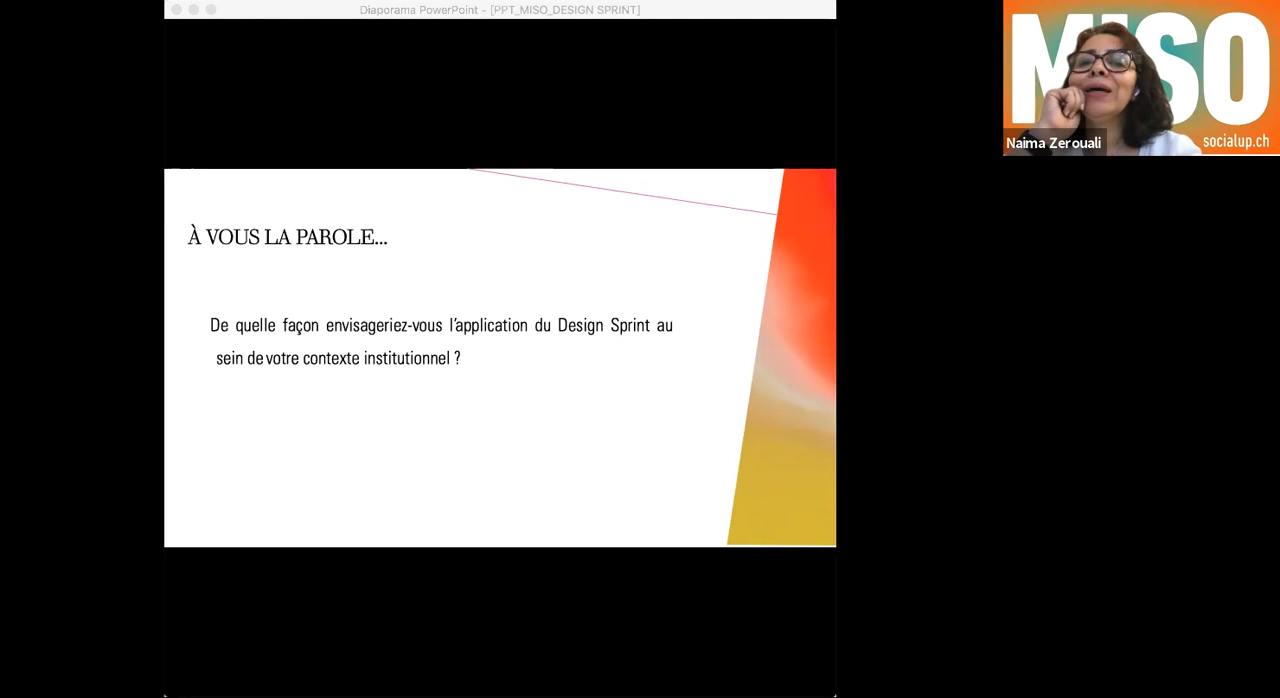 Diaporama PowerPoint - [PPT_MISO_DESIGN SPRINT]
MISO
socialup.ch
Naima Zerouali
À VOUS LA PAROLE...
De quelle façon envisageriez-vous l'application du Design Sprint au
sein de votre contexte institutionnel ?